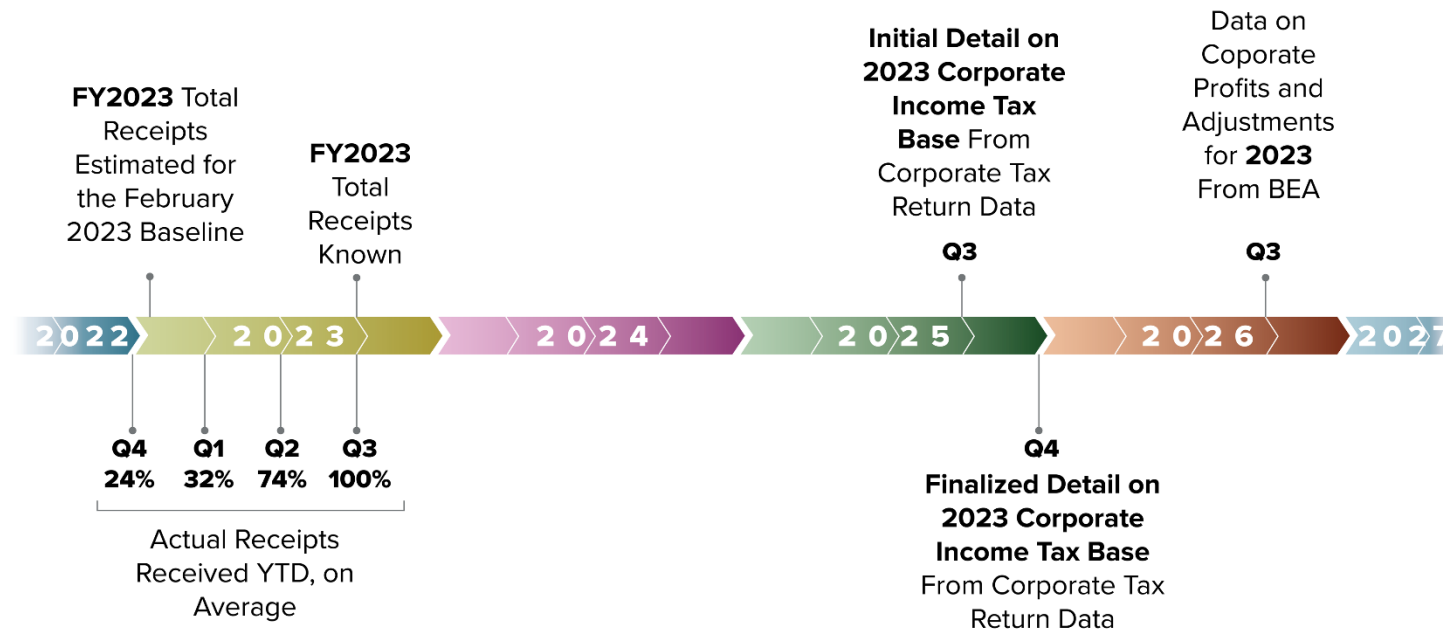 FY2023 Total
Receipts
Estimated for
the February
2023 Baseline
FY2023
Total
Receipts
Known
Initial Detail on
2023 Corporate
Income Tax
Base From
Corporate Tax
Return Data
Q3
Data on
Coporate
Profits and
Adjustments
for 2023
From BEA
Q3
2022
2023
2024
2025
2026
2027
Q4
24%
Q1
32%
Q2
74%
Q3
100%
Actual Receipts
Received YTD, on
Average
Q4
Finalized Detail on
2023 Corporate
Income Tax Base
From Corporate Tax
Return Data